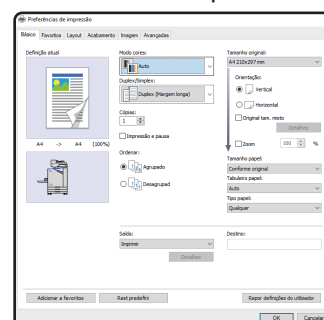 Preferências de impressão
Básico Favoritos Layout Acabamento Imagem Avançadas
Definição atual
A4 -> A4 (100%)
Modo cores:
Auto
Duplex/Simplex:
Duplex (Margem longa)
Cópias:
1
Impressão e pausa
Ordenar:
Agrupado
Desagrupad
Saída:
Imprimir
Detalhes
Tamanho original:
A4 210x297 mm
Orientação:
Vertical
Horizontal
Original tam. misto
Detalhes
Zoom 100 %
Tamanho papel:
Conforme original
Tabuleiro papel:
Auto
Tipo papel:
Qualquer
Destino:
Adicionar a favoritos Rest predefini Repor definições do utilizador
OK Cancelar